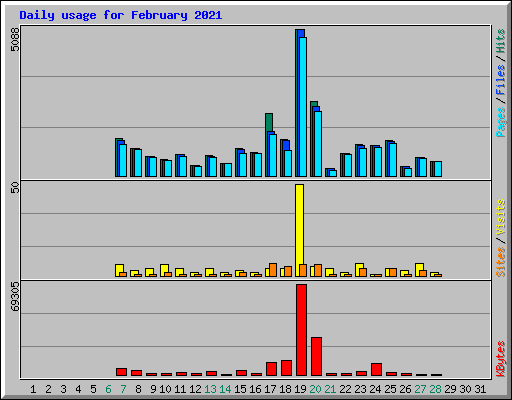 Daily usage for February 2021
5088
50
69305
Pages / Files / Hits
Sites / Visits
KBytes
1 2 3 4 5 6 7 8 9 10 11 12 13 14 15 16 17 18 19 20 21 22 23 24 25 26 27 28 29 30 31